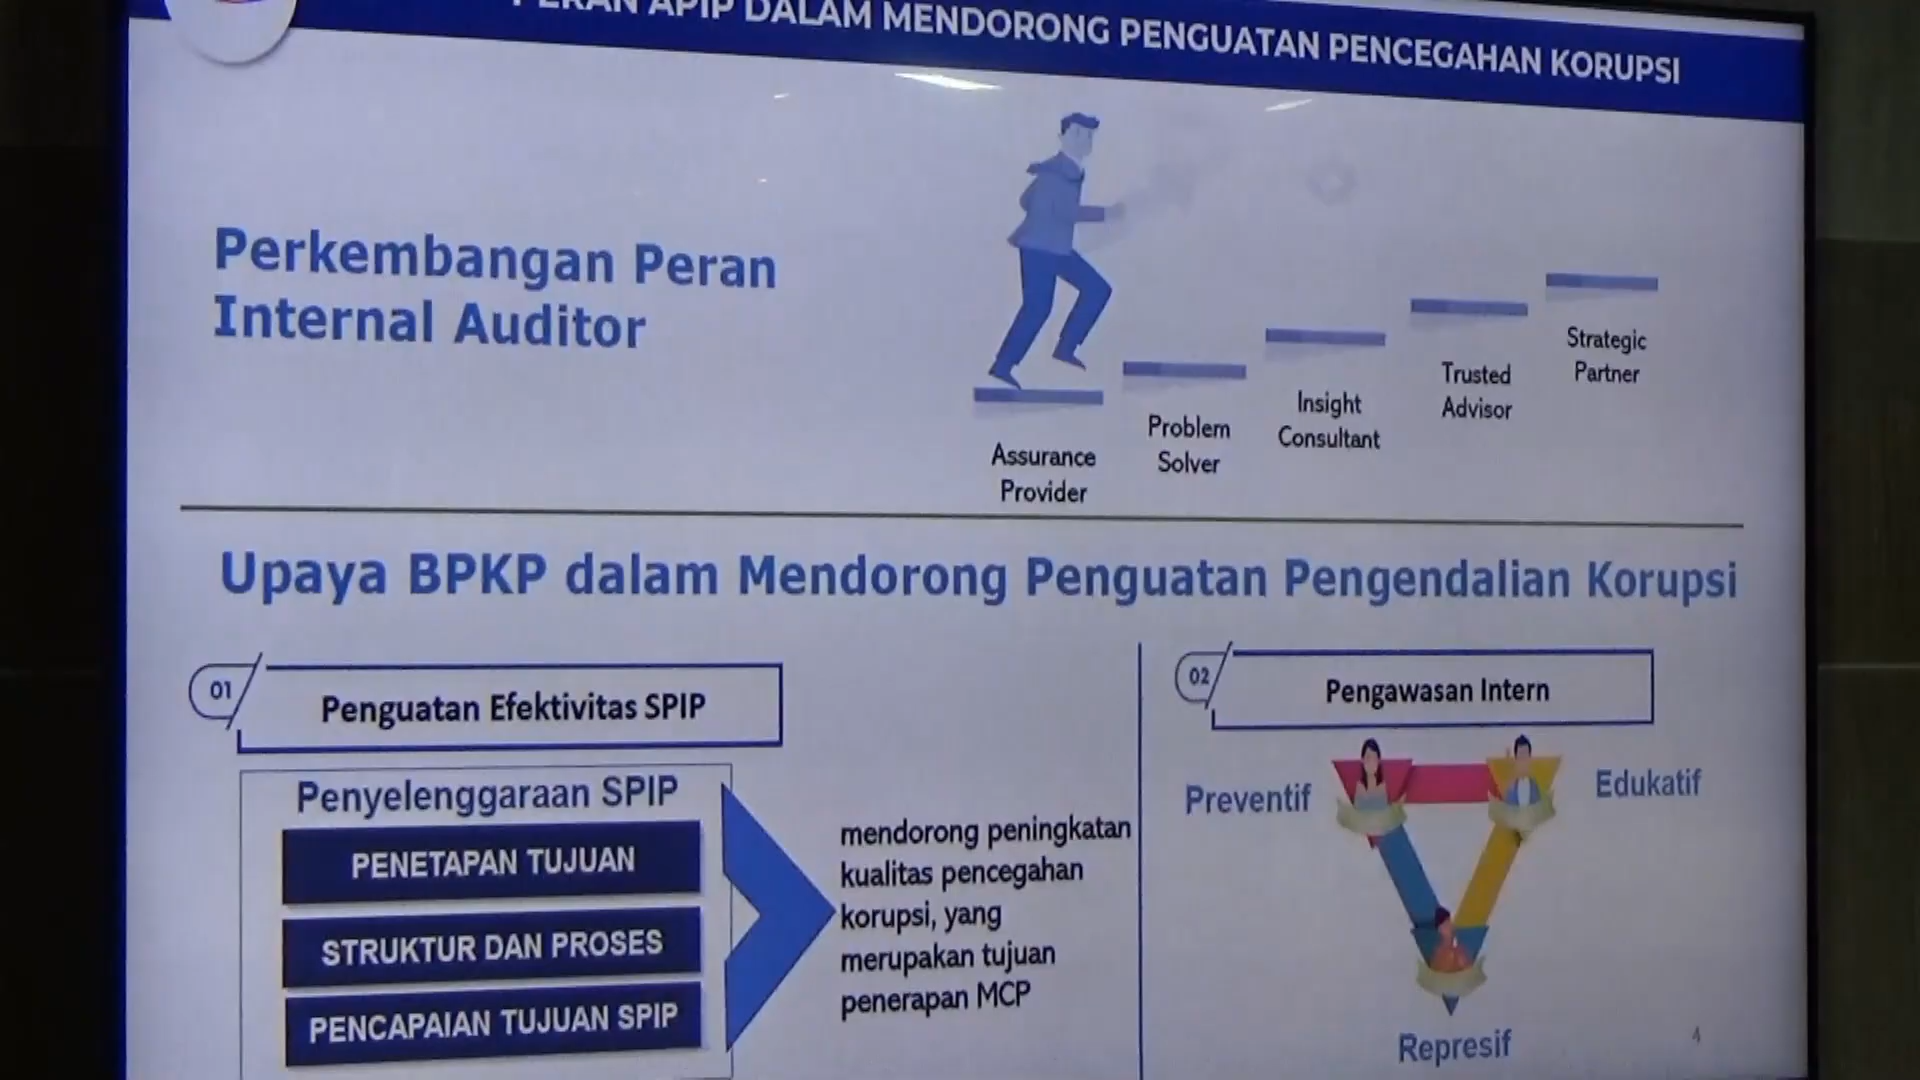 PERAN APIP DALAM MENDORONG PENGUATAN PENCEGAHAN KORUPSI
Perkembangan Peran
Internal Auditor
Assurance
Provider
Problem
Solver
Insight
Consultant
Trusted
Advisor
Strategic
Partner
Upaya BPKP dalam Mendorong Penguatan Pengendalian Korupsi
01
Penguatan Efektivitas SPIP
Penyelenggaraan SPIP
PENETAPAN TUJUAN
STRUKTUR DAN PROSES
PENCAPAIAN TUJUAN SPIP
mendorong peningkatan
kualitas pencegahan
korupsi, yang
merupakan tujuan
penerapan MCP
02
Pengawasan Intern
Preventif
Edukatif
Represif
4